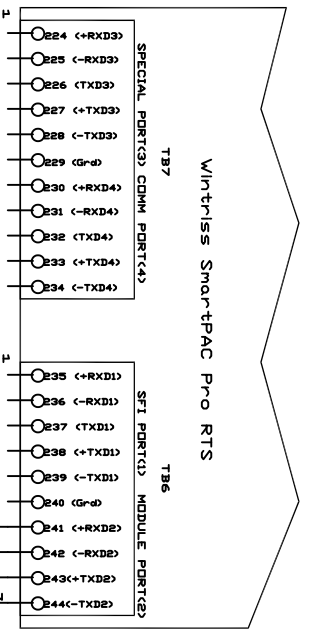 1
224 (+RXD3)
225 (-RXD3)
226 (TXD3)
227 (+TXD3)
228 (-TXD3)
229 (Grd)
230 (+RXD4)
231 (-RXD4)
232 (TXD4)
233 (+TXD4)
234 (-TXD4)
SPECIAL PORT(3) COMM PORT(4)
TB7
Wintriss SmartPAC Pro RTS
1
235 (+RXD1)
236 (-RXD1)
237 (TXD1)
238 (+TXD1)
239 (-TXD1)
240 (Grd)
241 (+RXD2)
242 (-RXD2)
243(+TXD2)
244(-TXD2)
SFI PORT(1) MODULE PORT(2)
TB6